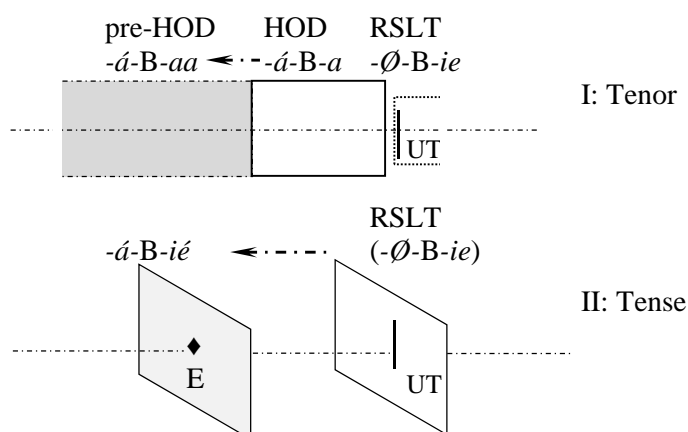 pre-HOD HOD RSLT
-á-B-aa -á-B-a -Ø-B-ie
I: Tenor
UT
RSLT
-á-B-ié (-Ø-B-ie)
II: Tense
E
UT